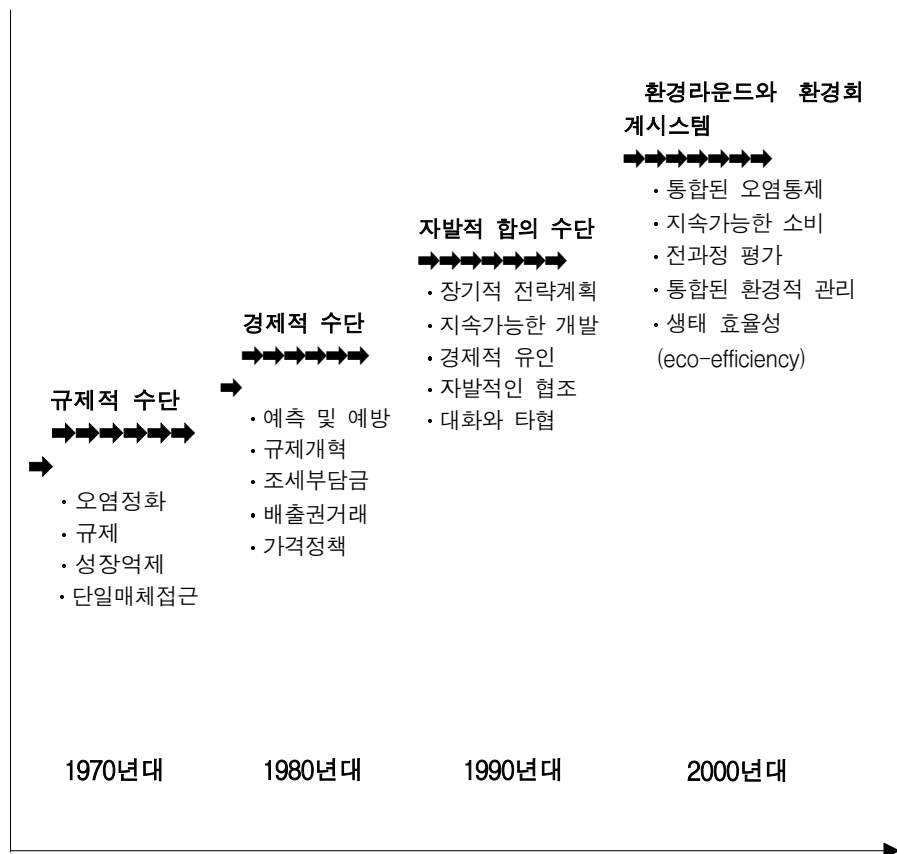 규제적 수단
· 오염정화
· 규제
· 성장억제
· 단일매체접근
1970년대
경제적 수단
· 예측 및 예방
· 규제개혁
· 조세부담금
· 배출권거래
· 가격정책
1980년대
자발적 합의 수단
· 장기적 전략계획
· 지속가능한 개발
· 경제적 유인
· 자발적인 협조
· 대화와 타협
1990년대
환경라운드와 환경회
계시스템
· 통합된 오염통제
· 지속가능한 소비
· 전과정 평가
· 통합된 환경적 관리
· 생태 효율성
(eco-efficiency)
2000년대